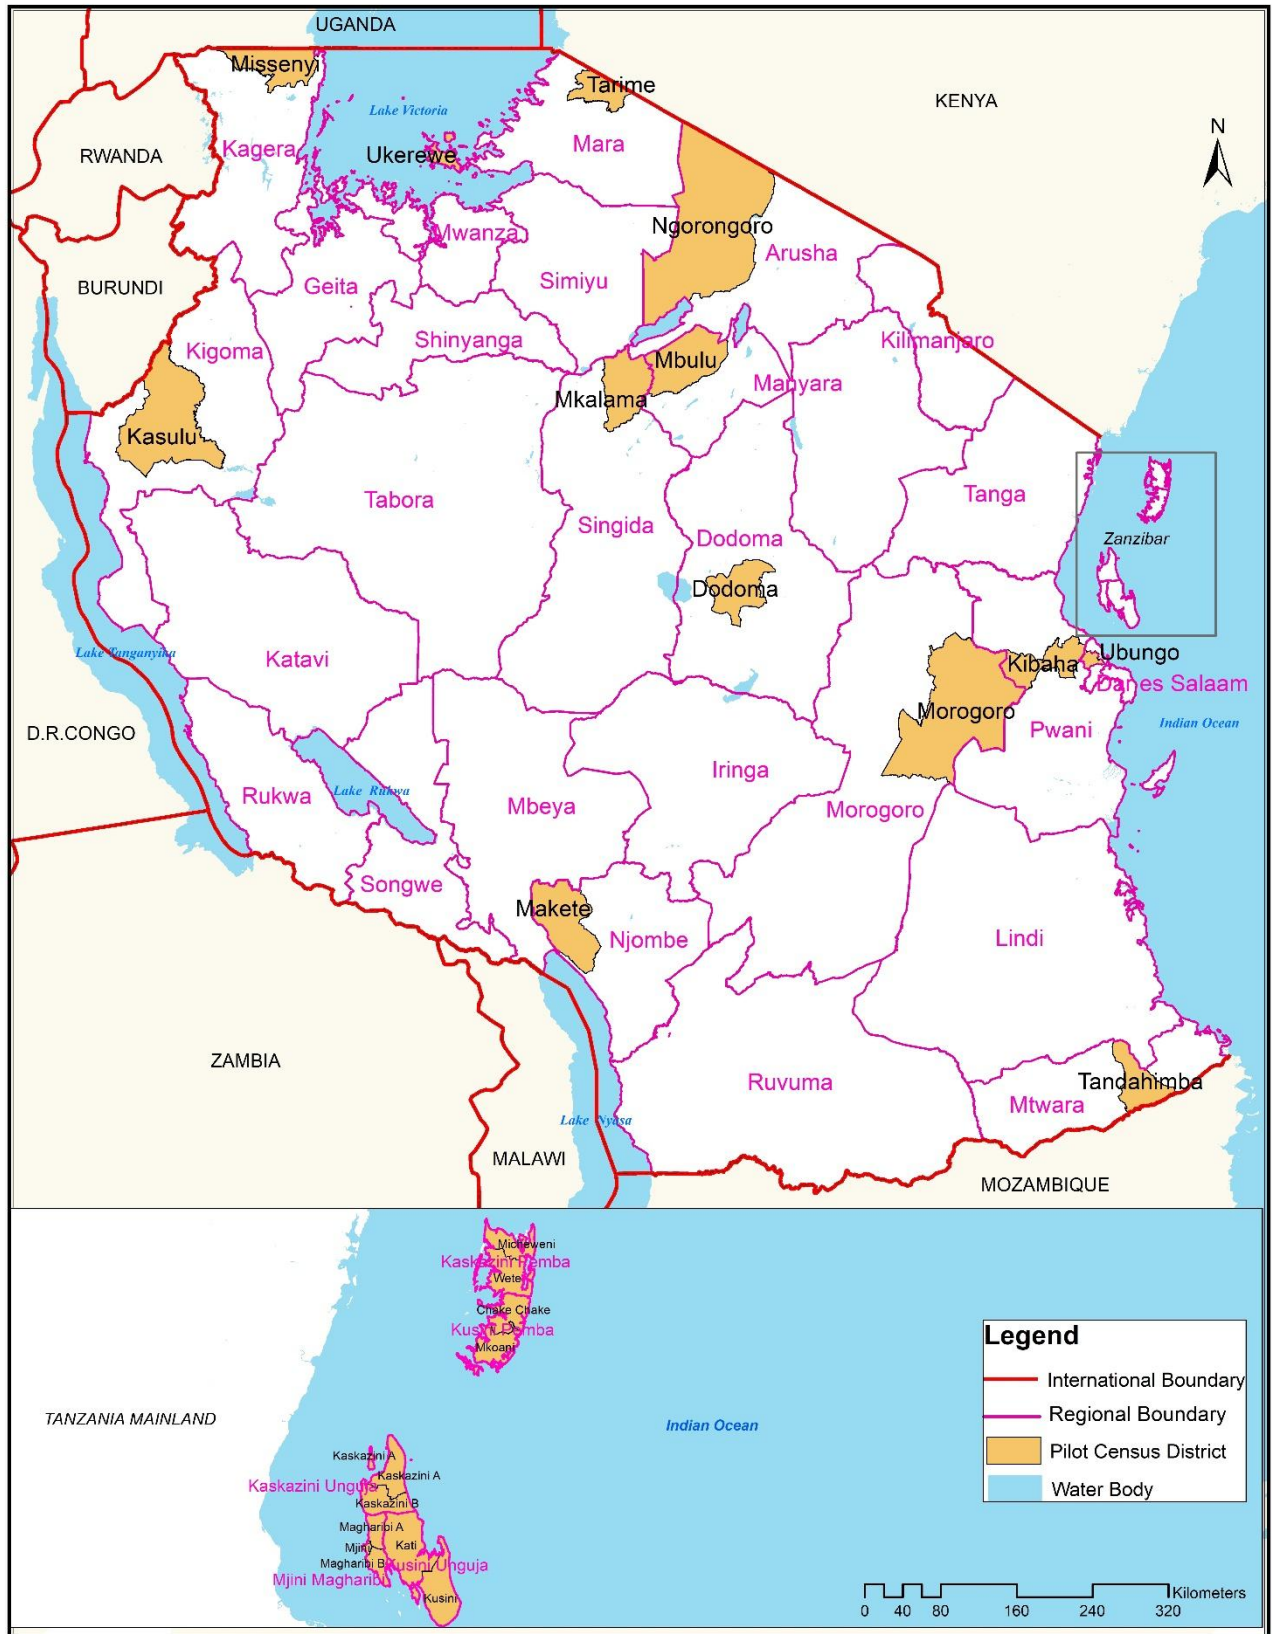 UGANDA
Missenyi
Tarime
KENYA
Lake Victoria
N
RWANDA
Kagera
Ukerewe
Mara
Ngorongoro
Mwanza
Arusha
BURUNDI
Geita
Simiyu
Kigoma
Shinyanga
Kilimanjaro
Mbulu
Manyara
Mkalama
Kasulu
Tabora
Singida
Tanga
Dodoma
Zanzibar
Dodoma
Lake Tanganyika
Katavi
Kibaha
Ubungo
Dar es Salaam
Morogoro
Pwani
Indian Ocean
D.R.CONGO
Rukwa
Lake Rukwa
Mbeya
Iringa
Morogoro
Songwe
Makete
Njombe
Lindi
ZAMBIA
Ruvuma
Tandahimba
Mtwara
Lake Nyasa
MALAWI
MOZAMBIQUE
Micheweni
Kaskazini Pemba
Wete
Chake Chake
Kusini Pemba
Mkoani
TANZANIA MAINLAND
Indian Ocean
Kaskazini A
Kaskazini A
Kaskazini Unguja
Kaskazini B
Magharibi A
Mjini
Kati
Magharibi B
Kusini Unguja
Mjini Magharibi
Kusini
Legend
International Boundary
Regional Boundary
Pilot Census District
Water Body
Kilometers
0 40 80 160 240 320